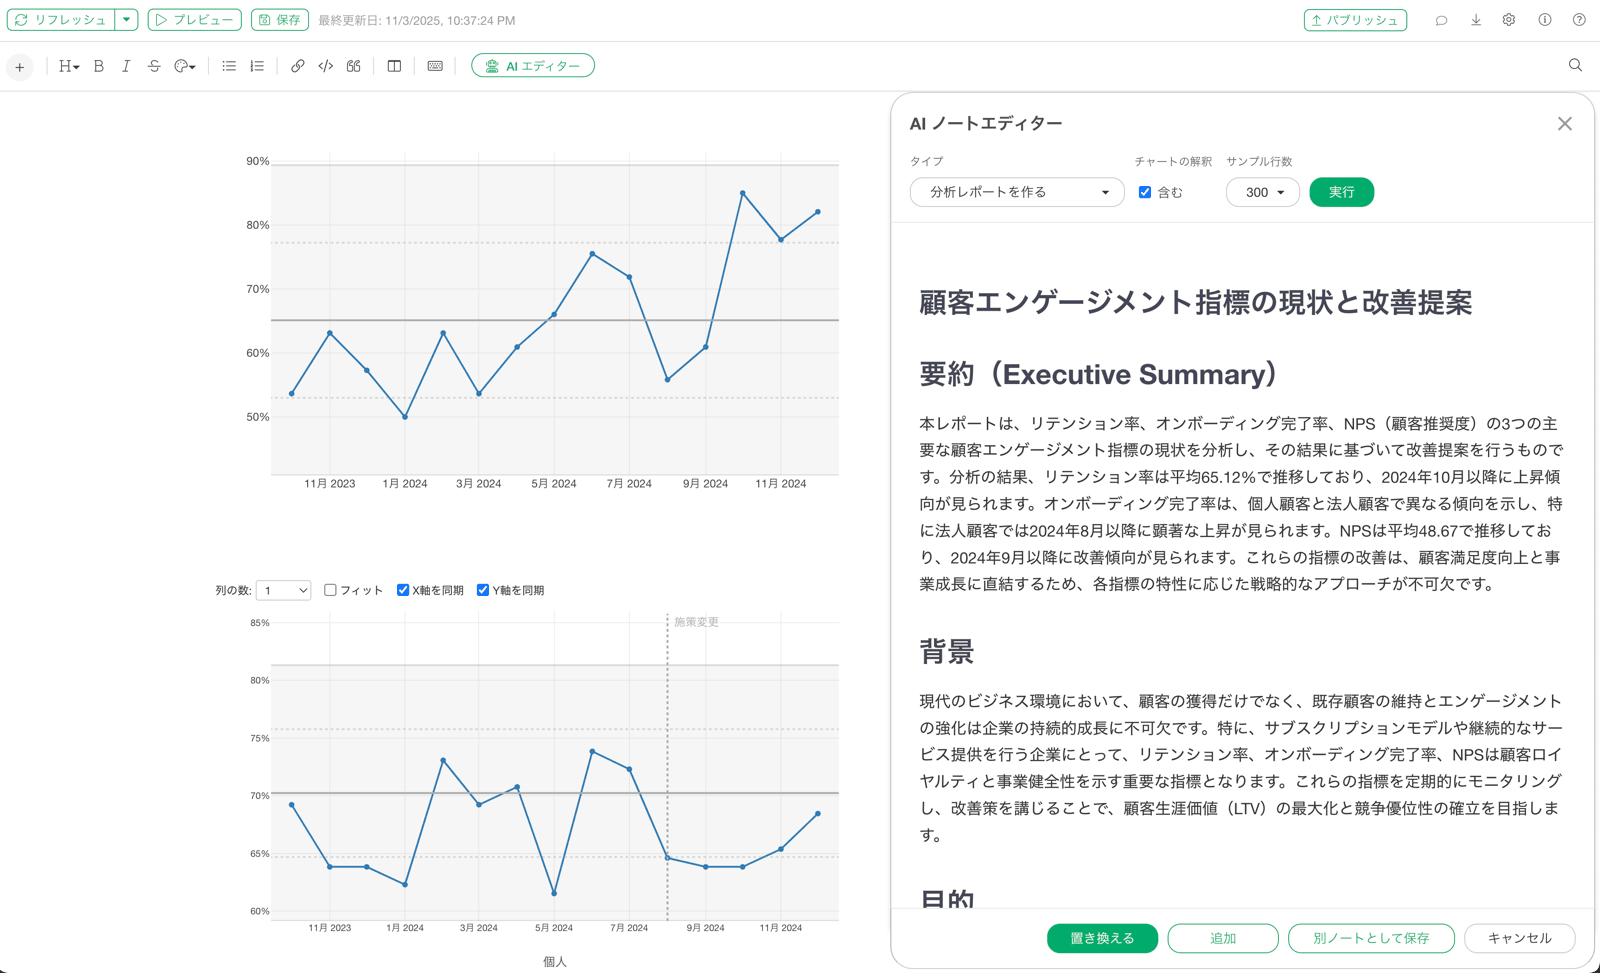 リフレッシュ プレビュー 保存 最終更新日: 11/3/2025, 10:37:24 PM パブリッシュ
+ H B I S AI エディター
90%
80%
70%
60%
50%
11月 2023 1月 2024 3月 2024 5月 2024 7月 2024 9月 2024 11月 2024
列の数: 1 フィット X軸を同期 Y軸を同期
施策変更
85%
80%
75%
70%
65%
60%
11月 2023 1月 2024 3月 2024 5月 2024 7月 2024 9月 2024 11月 2024
個人
AI ノートエディター
タイプ チャートの解釈 サンプル行数
分析レポートを作る 含む 300 実行
顧客エンゲージメント指標の現状と改善提案
要約（Executive Summary）
本レポートは、リテンション率、オンボーディング完了率、NPS（顧客推奨度）の3つの主
要な顧客エンゲージメント指標の現状を分析し、その結果に基づいて改善提案を行うもので
す。分析の結果、リテンション率は平均65.12%で推移しており、2024年10月以降に上昇傾
向が見られます。オンボーディング完了率は、個人顧客と法人顧客で異なる傾向を示し、特
に法人顧客では2024年8月以降に顕著な上昇が見られます。NPSは平均48.67で推移してお
り、2024年9月以降に改善傾向が見られます。これらの指標の改善は、顧客満足度向上と事
業成長に直結するため、各指標の特性に応じた戦略的なアプローチが不可欠です。
背景
現代のビジネス環境において、顧客の獲得だけでなく、既存顧客の維持とエンゲージメント
の強化は企業の持続的成長に不可欠です。特に、サブスクリプションモデルや継続的なサー
ビス提供を行う企業にとって、リテンション率、オンボーディング完了率、NPSは顧客ロイ
ヤルティと事業健全性を示す重要な指標となります。これらの指標を定期的にモニタリング
し、改善策を講じることで、顧客生涯価値（LTV）の最大化と競争優位性の確立を目指しま
す。
目的
置き換える 追加 別ノートとして保存 キャンセル